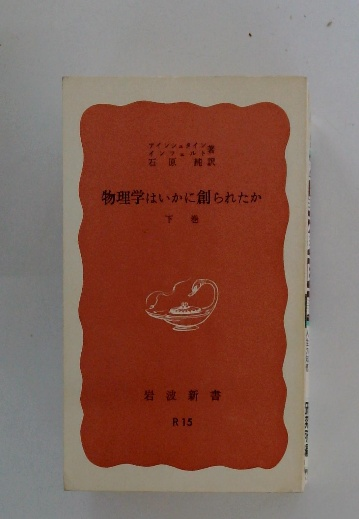 アインシュタイン著
インフェルト
石原 純訳
物理学はいかに創られたか
下巻
岩波新書
R15